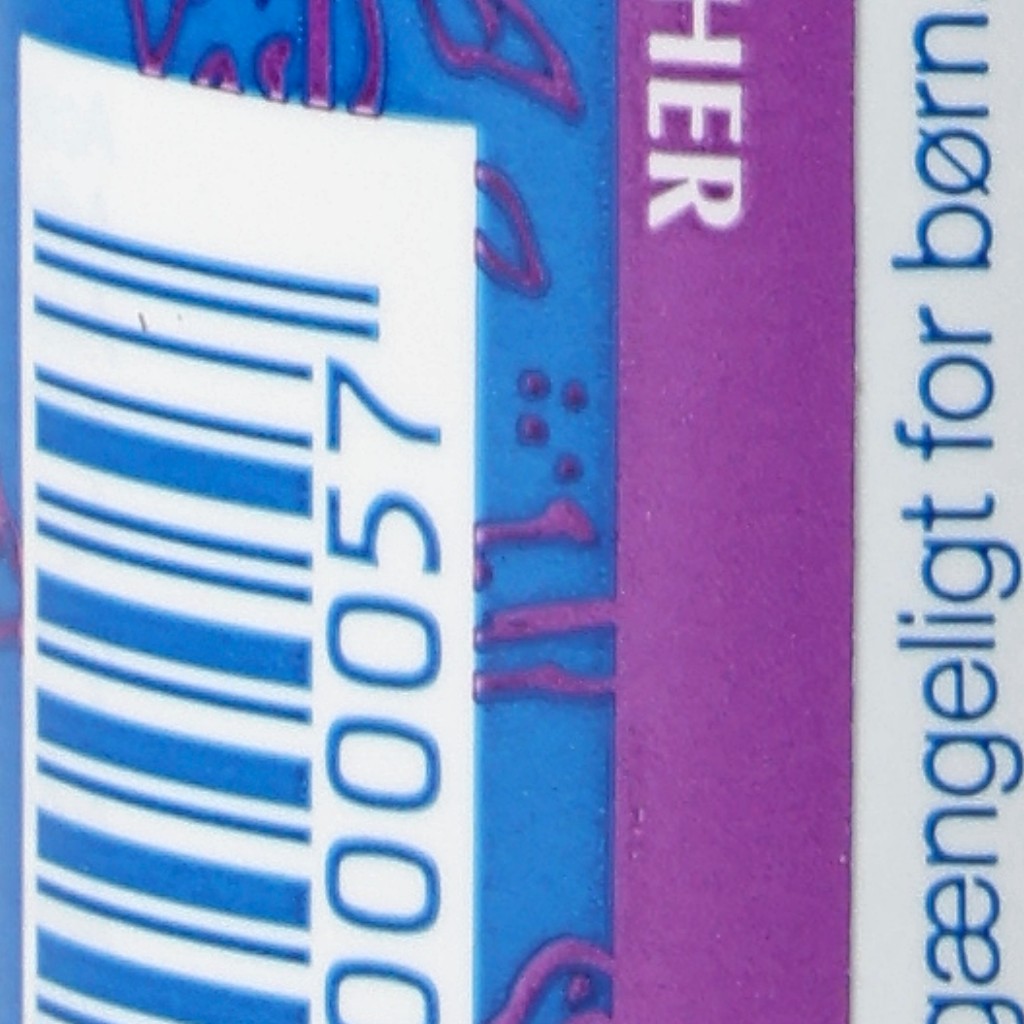 000057
HER
gængeligt for børn.